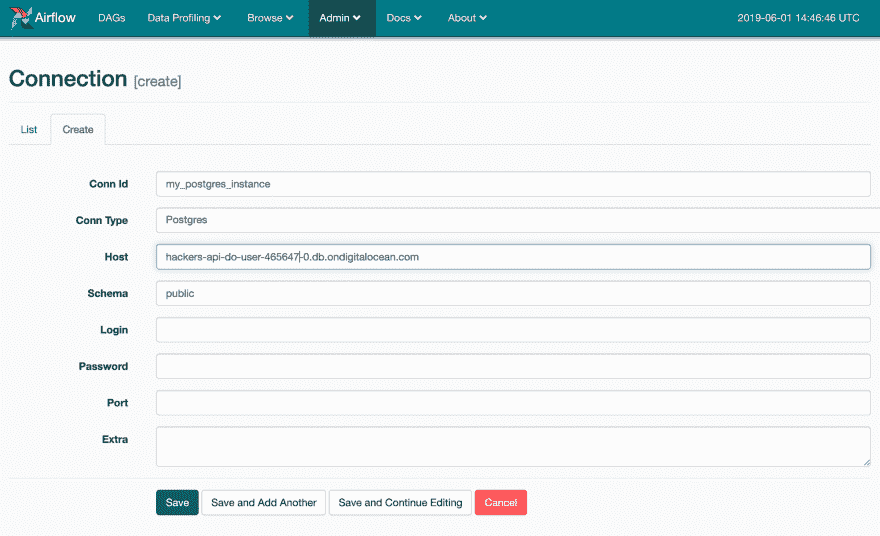 Airflow DAGs Data Profiling Browse Admin Docs About 2019-06-01 14:46:46 UTC
Connection [create]
List Create
Conn Id my_postgres_instance
Conn Type Postgres
Host hackers-api-do-user-465647-0.db.ondigitalocean.com
Schema public
Login
Password
Port
Extra
Save Save and Add Another Save and Continue Editing Cancel